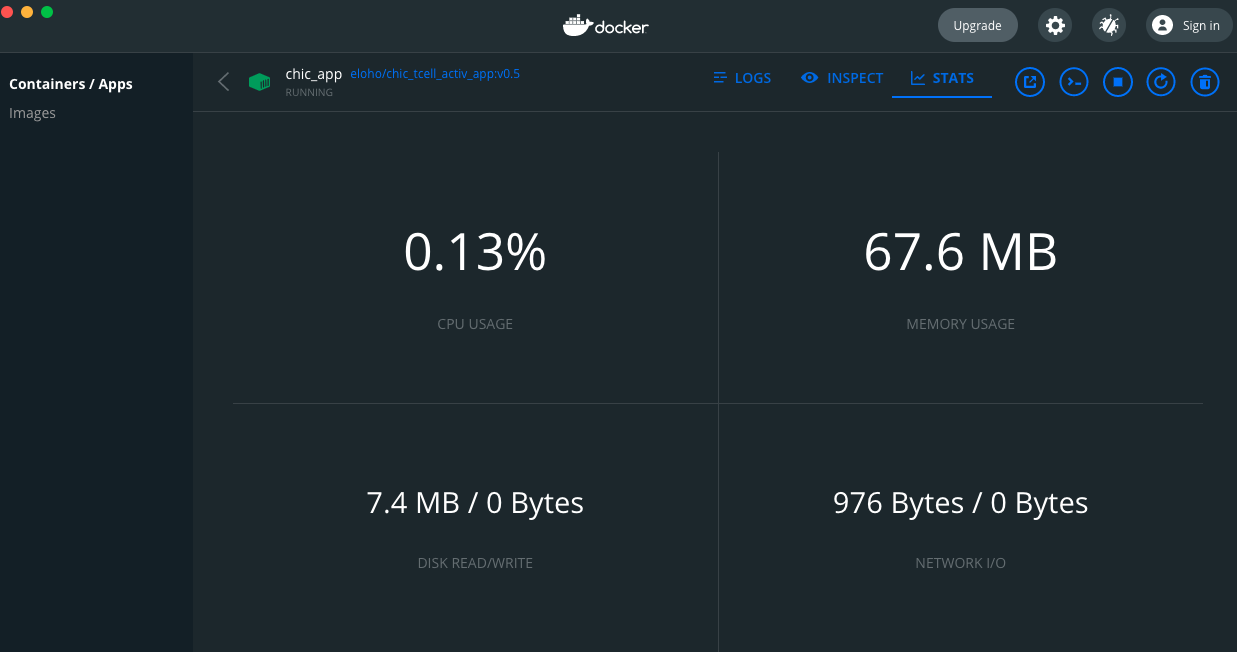 docker
Upgrade
Sign in
Containers / Apps
Images
chic_app eloho/chic_tcell_activ_app:v0.5
RUNNING
LOGS
INSPECT
STATS
0.13%
CPU USAGE
67.6 MB
MEMORY USAGE
7.4 MB / 0 Bytes
DISK READ/WRITE
976 Bytes / 0 Bytes
NETWORK I/O